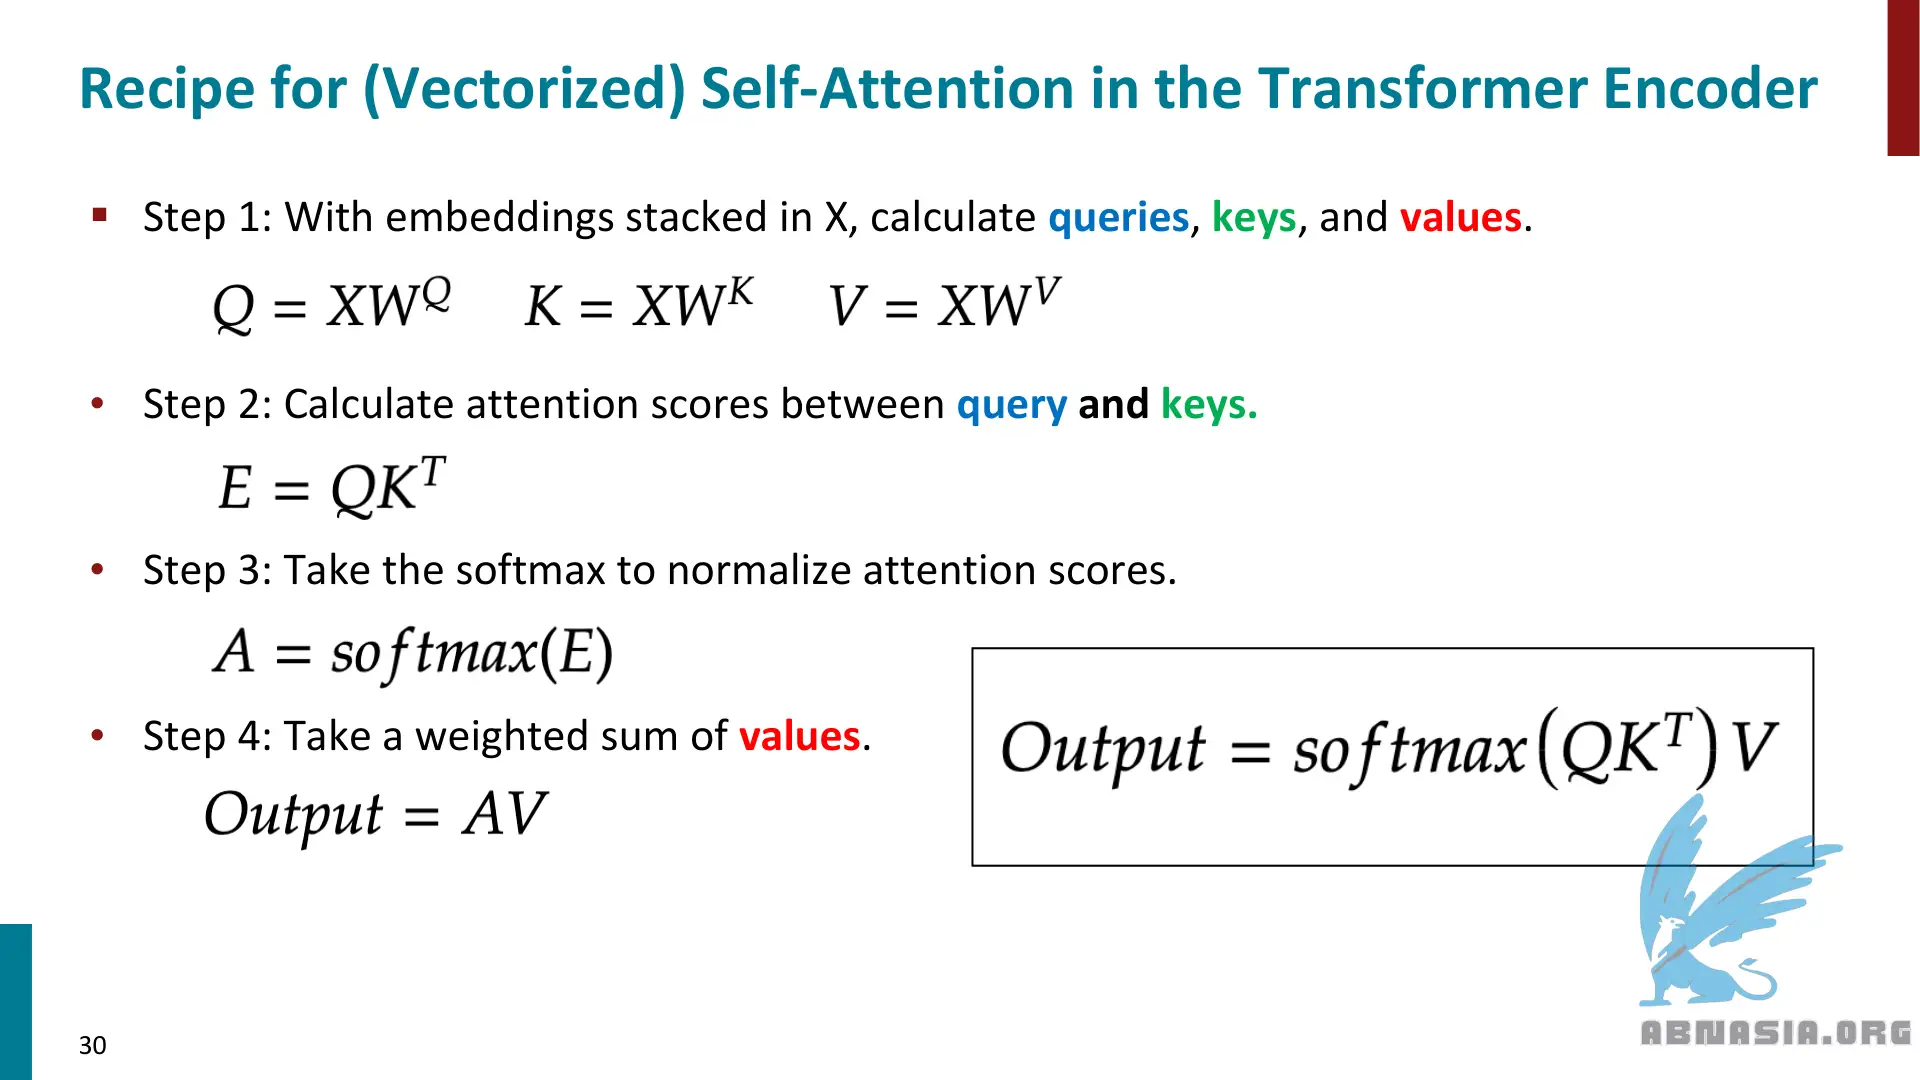 Recipe for (Vectorized) Self-Attention in the Transformer Encoder
▪ Step 1: With embeddings stacked in X, calculate queries, keys, and values.
Q = XW^Q K = XW^K V = XW^V
• Step 2: Calculate attention scores between query and keys.
E = QK^T
• Step 3: Take the softmax to normalize attention scores.
A = softmax(E)
• Step 4: Take a weighted sum of values.
Output = AV
Output = softmax(QK^T)V
30
ABNASIA.ORG